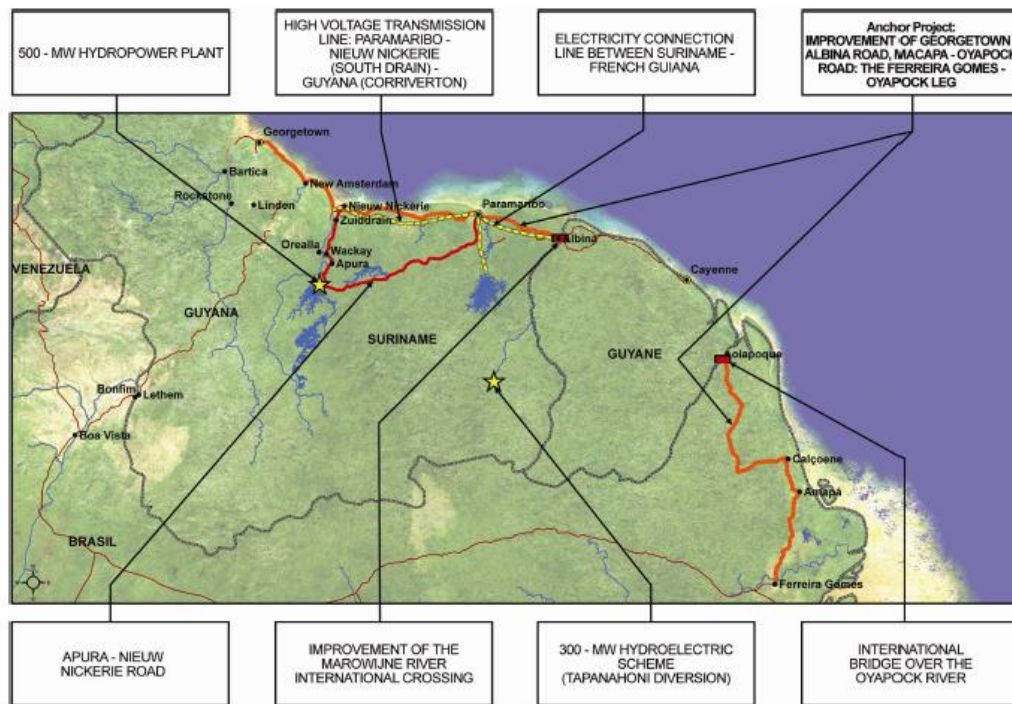 500 - MW HYDROPOWER PLANT
HIGH VOLTAGE TRANSMISSION
LINE: PARAMARIBO -
NIEUW NICKERIE
(SOUTH DRAIN) -
GUYANA (CORRIVERTON)
ELECTRICITY CONNECTION
LINE BETWEEN SURINAME -
FRENCH GUIANA
Anchor Project:
IMPROVEMENT OF GEORGETOWN -
ALBINA ROAD, MACAPA - OYAPOCK
ROAD: THE FERREIRA GOMES -
OYAPOCK LEG
Georgetown
Bartica
New Amsterdam
Rockstone
Linden
Nieuw Nickerie
Paramaribo
Zuiddrain
Albina
Orealla
Wackay
Apura
VENEZUELA
Cayenne
GUYANA
SURINAME
GUYANE
Oiapoque
Bonfim
Lethem
Boa Vista
Calçoene
Amapa
BRASIL
Ferreira Gomes
APURA - NIEUW
NICKERIE ROAD
IMPROVEMENT OF THE
MAROWIJNE RIVER
INTERNATIONAL CROSSING
300 - MW HYDROELECTRIC
SCHEME
(TAPANAHONI DIVERSION)
INTERNATIONAL
BRIDGE OVER THE
OYAPOCK RIVER